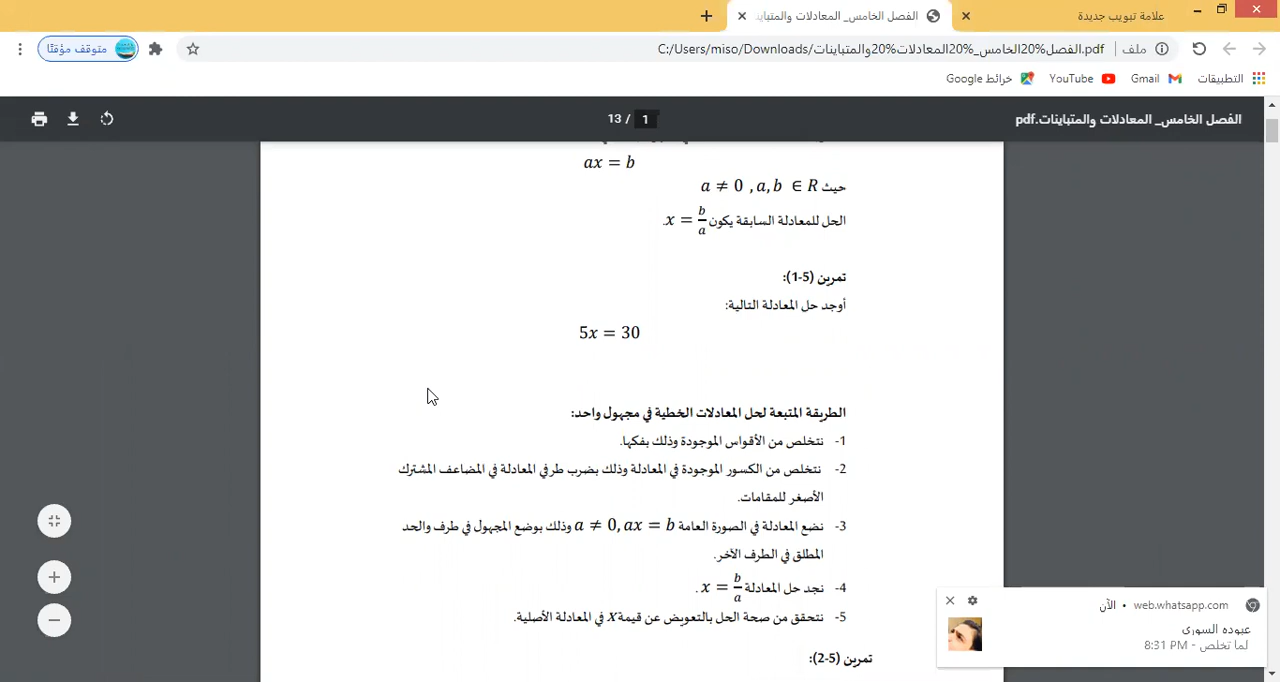 علامة تبويب جديدة
الفصل الخامس_ المعادلات والمتباينات
ملف
C:/Users/miso/Downloads/الفصل%20الخامس_%20المعادلات%20والمتباينات.pdf
متوقف مؤقتًا
التطبيقات
Gmail
YouTube
خرائط Google
الفصل الخامس_ المعادلات والمتباينات.pdf
1 / 13
ax = b
حيث a ≠ 0 , a, b ∈ R
الحل للمعادلة السابقة يكون x = b/a.
تمرين (5-1):
أوجد حل المعادلة التالية:
5x = 30
الطريقة المتبعة لحل المعادلات الخطية في مجهول واحد:
1- نتخلص من الأقواس الموجودة وذلك بفكها.
2- نتخلص من الكسور الموجودة في المعادلة وذلك بضرب طرفي المعادلة في المضاعف المشترك
الأصغر للمقامات.
3- نضع المعادلة في الصورة العامة a ≠ 0, ax = b وذلك بوضع المجهول في طرف والحد
المطلق في الطرف الآخر.
4- نجد حل المعادلة x = b/a .
5- نتحقق من صحة الحل بالتعويض عن قيمة x في المعادلة الأصلية.
تمرين (5-2):
web.whatsapp.com • الآن
عبوده السوري
لما تخلص - 8:31 PM